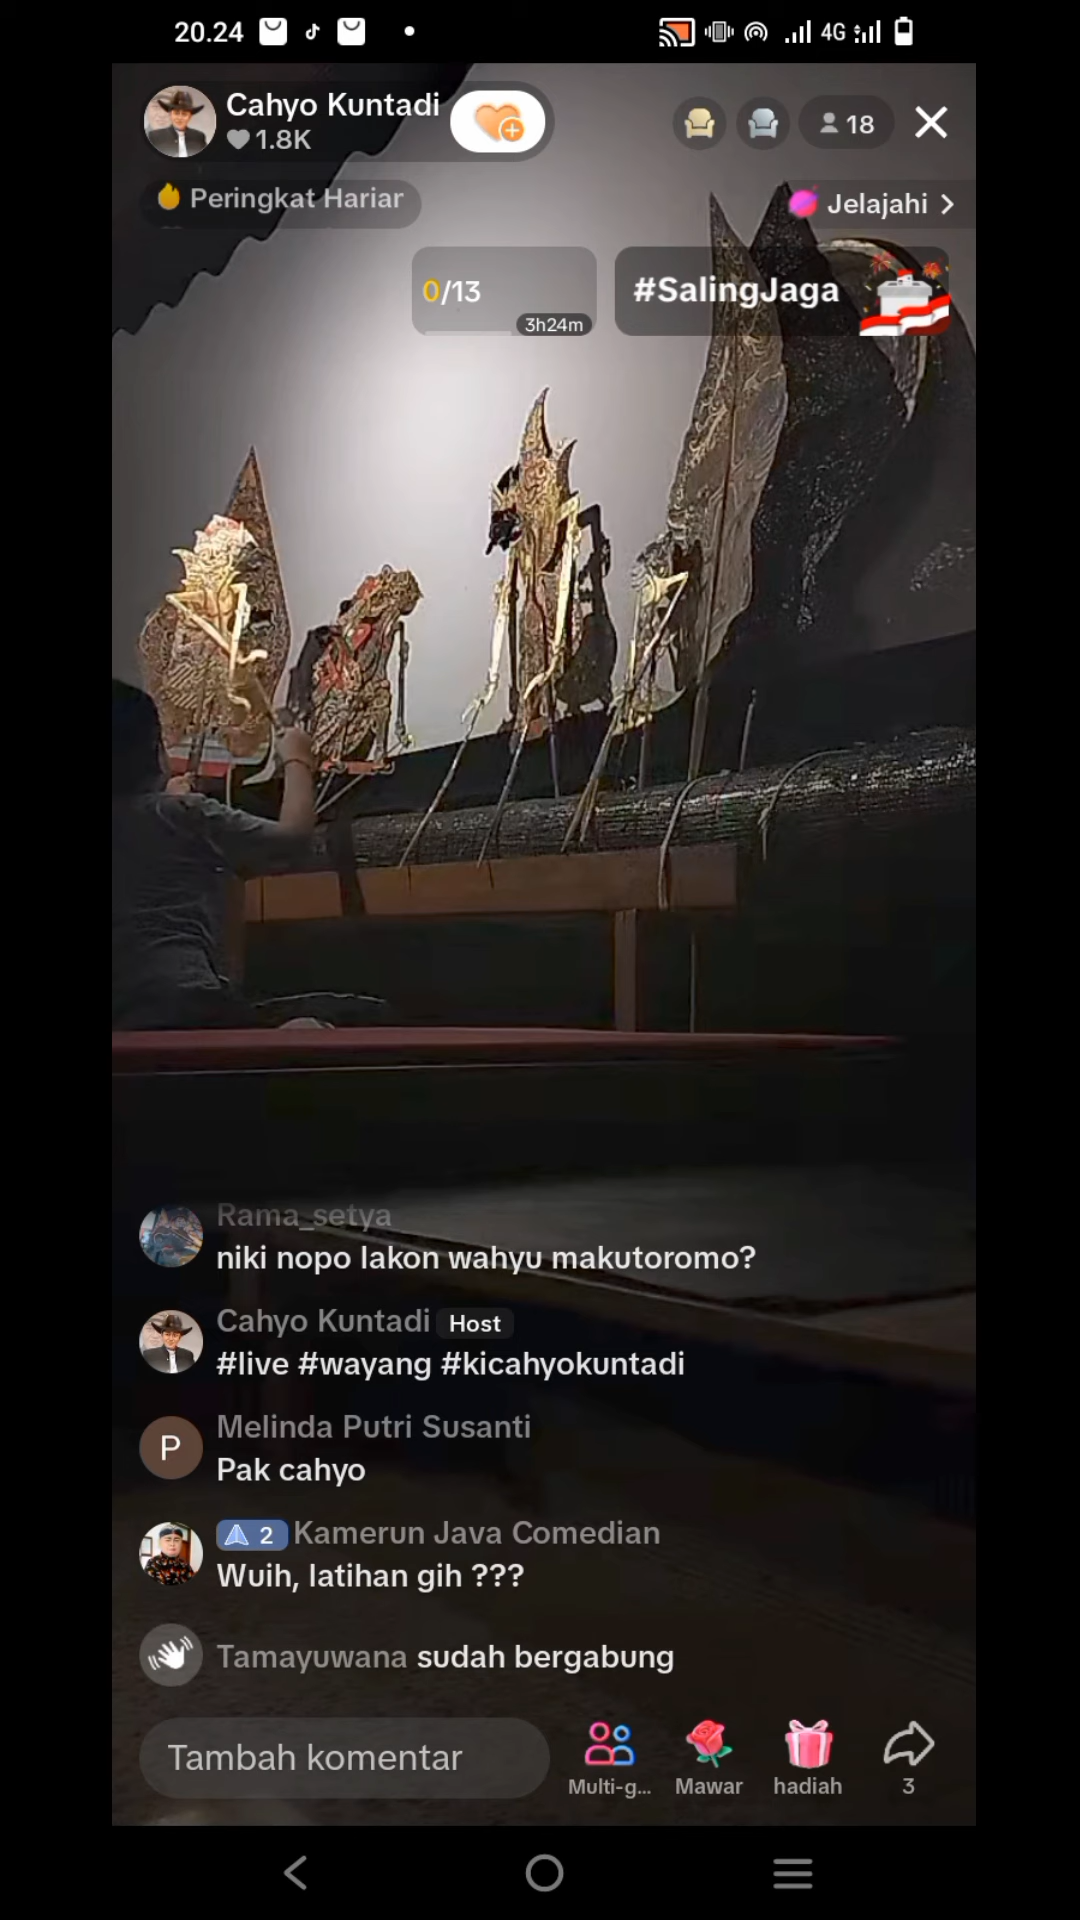 20.24
4G
Cahyo Kuntadi
1.8K
18
Peringkat Harian
Jelajahi
0/13
3h24m
#SalingJaga
Rama_setya
niki nopo lakon wahyu makutoromo?
Cahyo Kuntadi Host
#live #wayang #kicahyokuntadi
P
Melinda Putri Susanti
Pak cahyo
2 Kamerun Java Comedian
Wuih, latihan gih ???
Tamayuwana sudah bergabung
Tambah komentar
Multi-g...
Mawar
hadiah
3